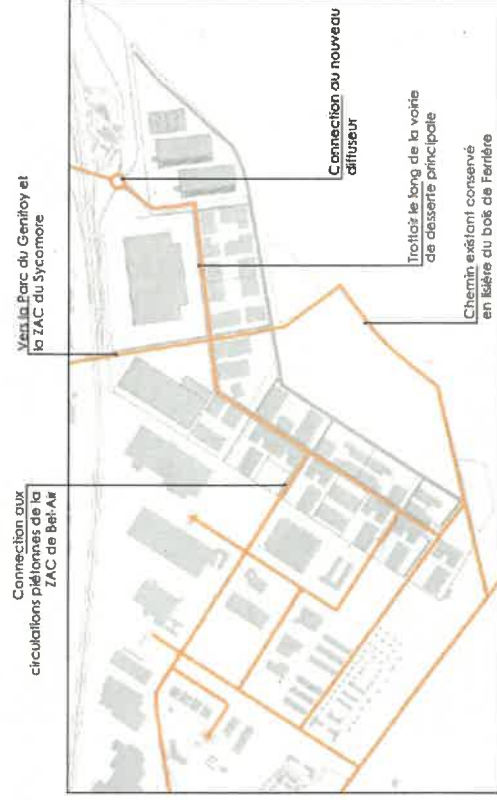 Connection aux
circulations piétonnes de la
ZAC de Bel-Air
Vers la Parc du Genitoy et
la ZAC du Sycomore
Connection au nouveau
diffuseur
Trottoir le long de la voirie
de desserte principale
Chemin existant conservé
en lisière du bois de Ferrière